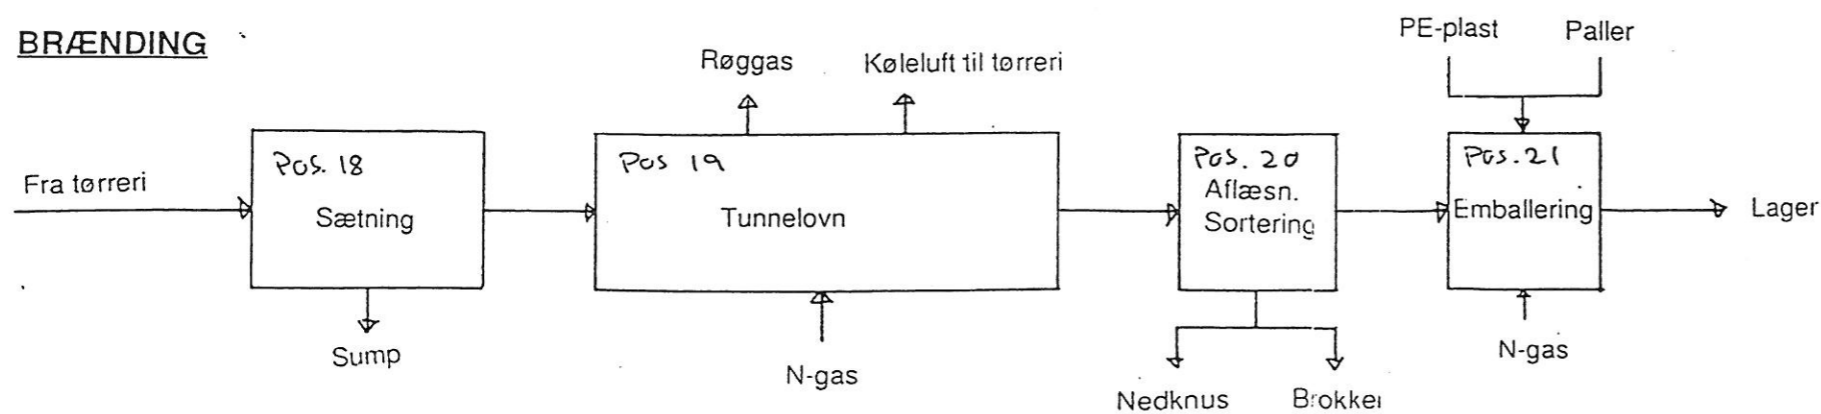 BRÆNDING
PE-plast
Paller
Røggas
Køleluft til tørreri
Fra tørreri
Pos. 18
Sætning
Pos 19
Tunnelovn
Pos. 20
Aflæsn.
Sortering
Pos. 21
Emballering
Lager
Sump
N-gas
N-gas
Nedknus
Brokker